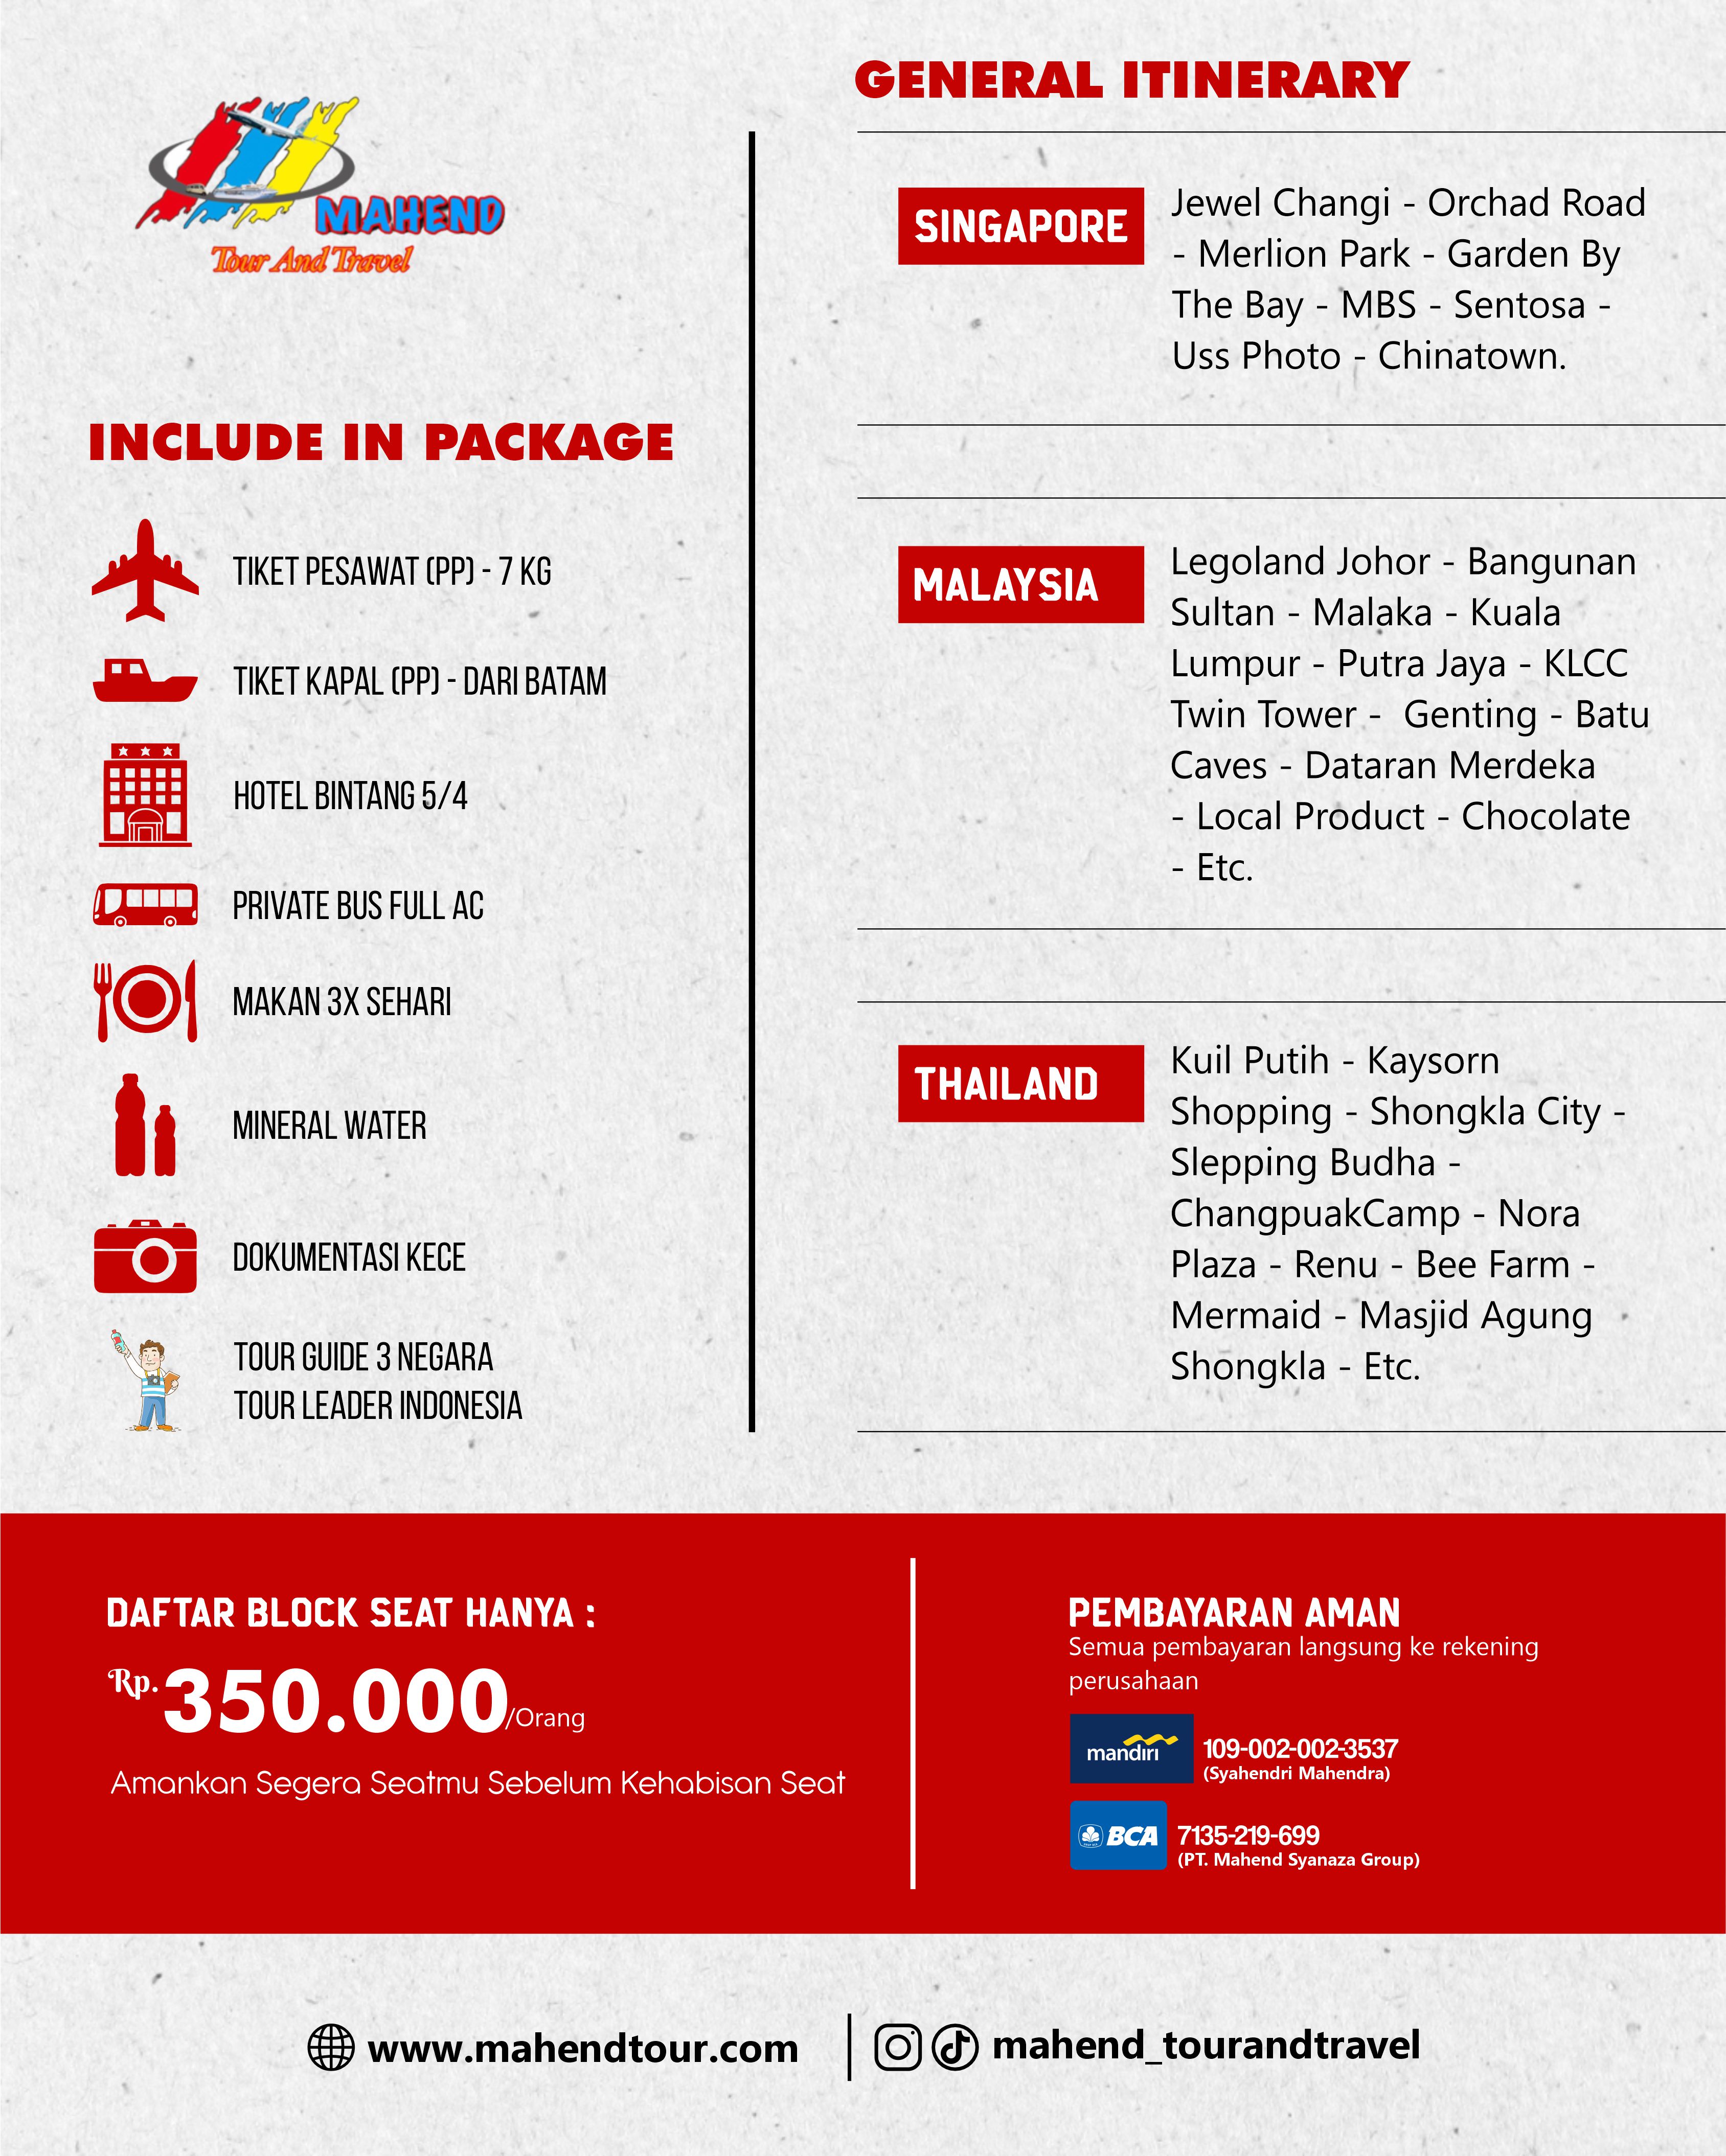 MAHEND
Tour And Travel
INCLUDE IN PACKAGE
TIKET PESAWAT (PP) - 7 KG
TIKET KAPAL (PP) - DARI BATAM
HOTEL BINTANG 5/4
PRIVATE BUS FULL AC
MAKAN 3X SEHARI
MINERAL WATER
DOKUMENTASI KECE
TOUR GUIDE 3 NEGARA
TOUR LEADER INDONESIA
GENERAL ITINERARY
SINGAPORE
Jewel Changi - Orchad Road
- Merlion Park - Garden By
The Bay - MBS - Sentosa -
Uss Photo - Chinatown.
MALAYSIA
Legoland Johor - Bangunan
Sultan - Malaka - Kuala
Lumpur - Putra Jaya - KLCC
Twin Tower -  Genting - Batu
Caves - Dataran Merdeka
- Local Product - Chocolate
- Etc.
THAILAND
Kuil Putih - Kaysorn
Shopping - Shongkla City -
Slepping Budha -
ChangpuakCamp - Nora
Plaza - Renu - Bee Farm -
Mermaid - Masjid Agung
Shongkla - Etc.
DAFTAR BLOCK SEAT HANYA :
Rp. 350.000/Orang
Amankan Segera Seatmu Sebelum Kehabisan Seat
PEMBAYARAN AMAN
Semua pembayaran langsung ke rekening
perusahaan
mandiri 109-002-002-3537
(Syahendri Mahendra)
BCA 7135-219-699
(PT. Mahend Syanaza Group)
www.mahendtour.com
mahend_tourandtravel